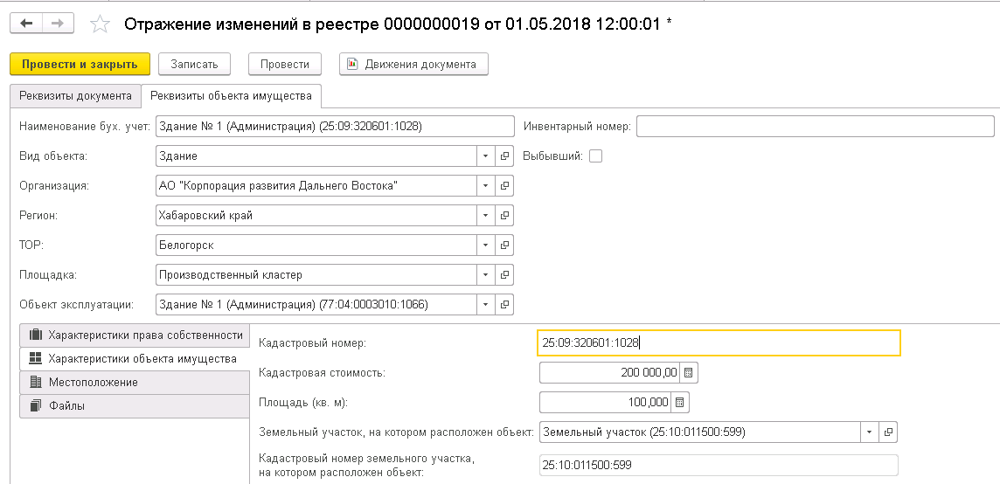 Отражение изменений в реестре 0000000019 от 01.05.2018 12:00:01 *
Провести и закрыть Записать Провести Движения документа
Реквизиты документа Реквизиты объекта имущества
Наименование бух. учет: Здание № 1 (Администрация) (25:09:320601:1028) Инвентарный номер:
Вид объекта: Здание Выбывший:
Организация: АО "Корпорация развития Дальнего Востока"
Регион: Хабаровский край
ТОР: Белогорск
Площадка: Производственный кластер
Объект эксплуатации: Здание № 1 (Администрация) (77:04:0003010:1066)
Характеристики права собственности
Характеристики объекта имущества
Местоположение
Файлы
Кадастровый номер: 25:09:320601:1028
Кадастровая стоимость: 200 000,00
Площадь (кв. м): 100,000
Земельный участок, на котором расположен объект: Земельный участок (25:10:011500:599)
Кадастровый номер земельного участка,
на котором расположен объект: 25:10:011500:599